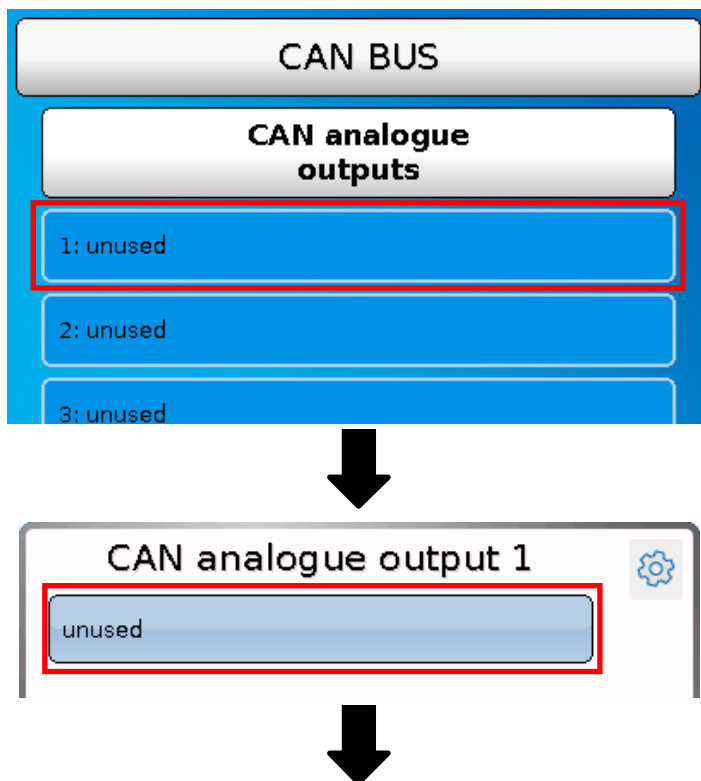 CAN BUS
CAN analogue
outputs
1: unused
2: unused
3: unused
CAN analogue output 1
unused